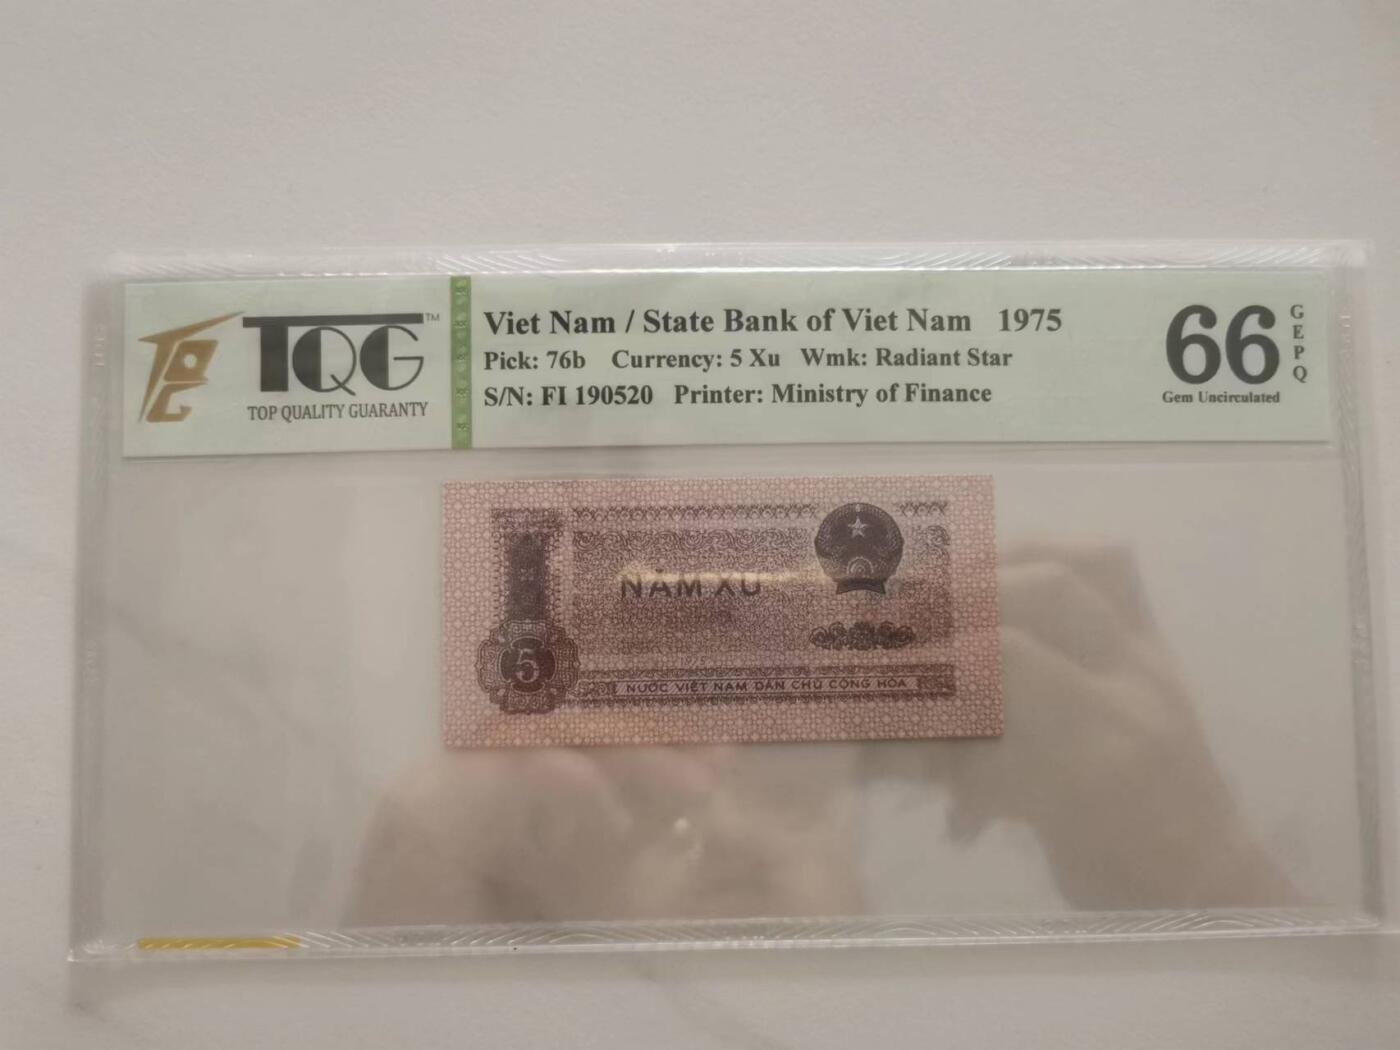 TQG™
TOP QUALITY GUARANTY
Viet Nam / State Bank of Viet Nam 1975
Pick: 76b Currency: 5 Xu Wmk: Radiant Star
S/N: FI 190520 Printer: Ministry of Finance
66
GEPQ
Gem Uncirculated
NĂM XU
5
1975
NƯỚC VIỆT NAM DÂN CHỦ CỘNG HÒA